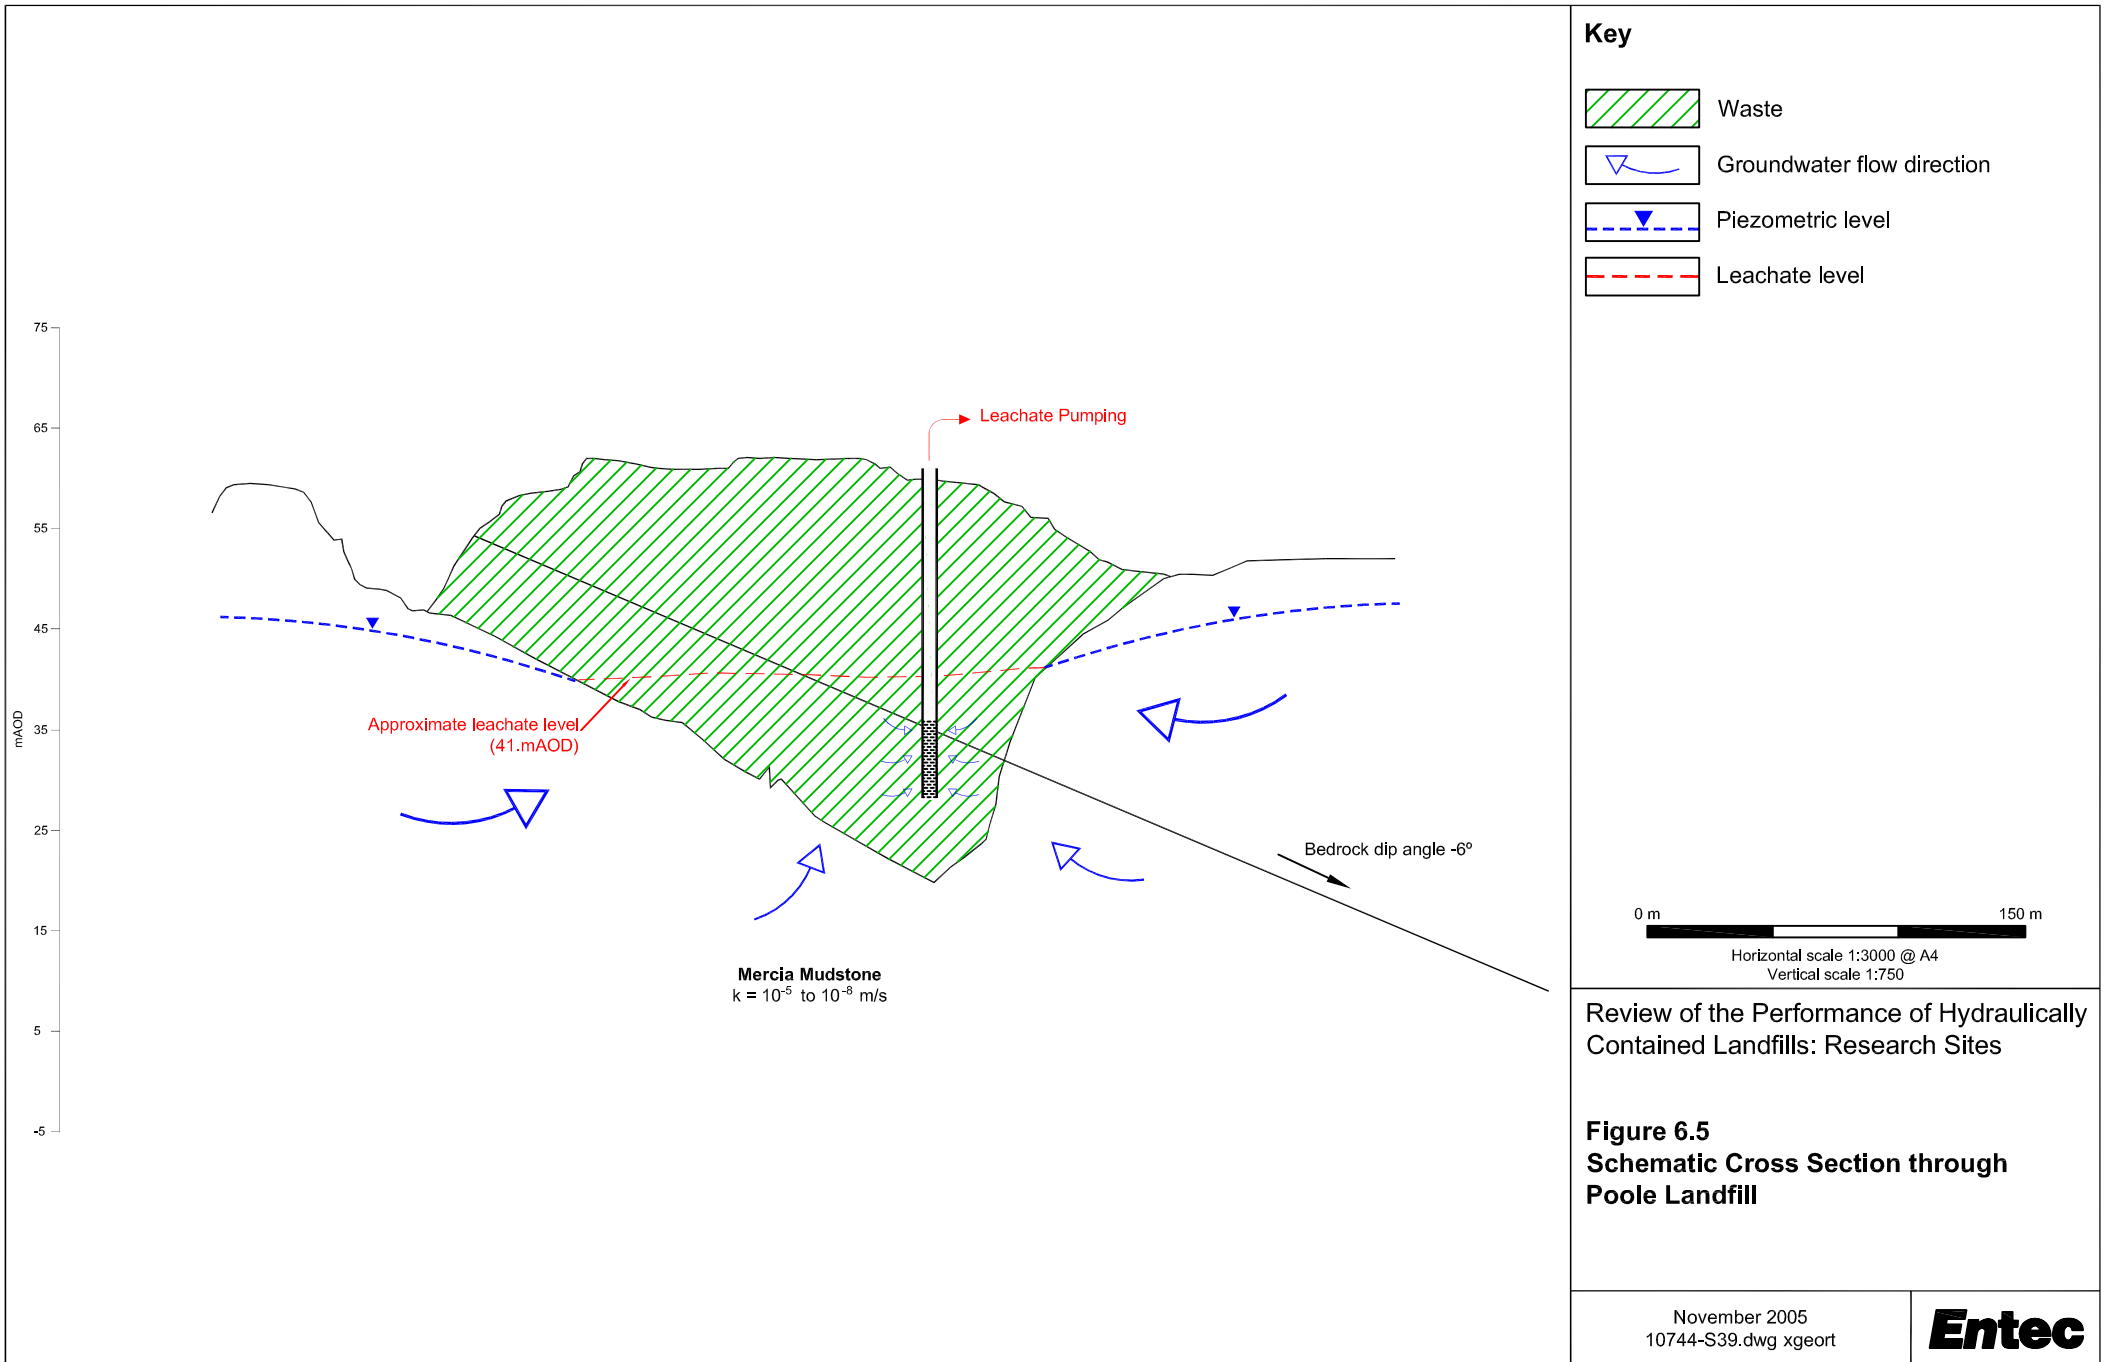 Key
Waste
Groundwater flow direction
Piezometric level
Leachate level
75
65
55
45
35
25
15
5
-5
mAOD
Leachate Pumping
Approximate leachate level
(41.mAOD)
Bedrock dip angle -6º
Mercia Mudstone
k = 10⁻⁵ to 10⁻⁸ m/s
0 m 150 m
Horizontal scale 1:3000 @ A4
Vertical scale 1:750
Review of the Performance of Hydraulically
Contained Landfills: Research Sites
Figure 6.5
Schematic Cross Section through
Poole Landfill
November 2005
10744-S39.dwg xgeort
Entec